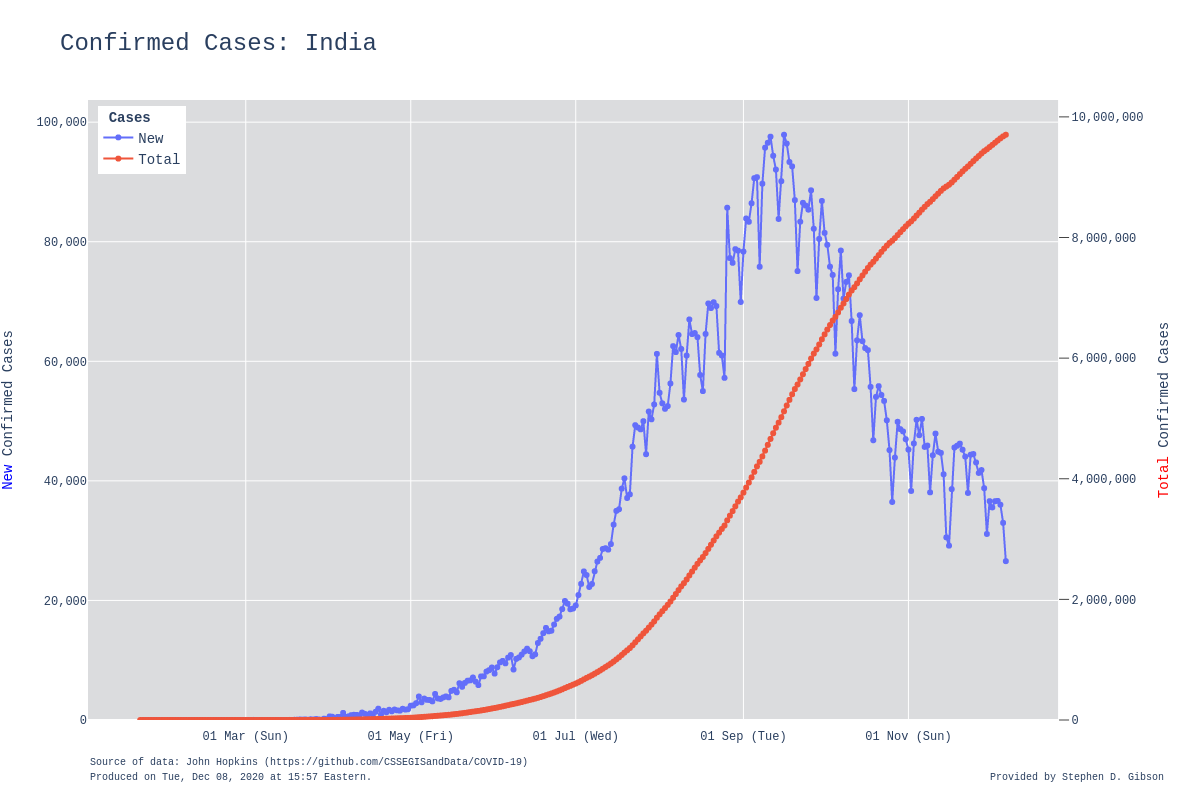 Confirmed Cases: India
Cases
New
Total
100,000
80,000
60,000
40,000
20,000
0
New Confirmed Cases
10,000,000
8,000,000
6,000,000
4,000,000
2,000,000
0
Total Confirmed Cases
01 Mar (Sun)
01 May (Fri)
01 Jul (Wed)
01 Sep (Tue)
01 Nov (Sun)
Source of data: John Hopkins (https://github.com/CSSEGISandData/COVID-19)
Produced on Tue, Dec 08, 2020 at 15:57 Eastern.
Provided by Stephen D. Gibson